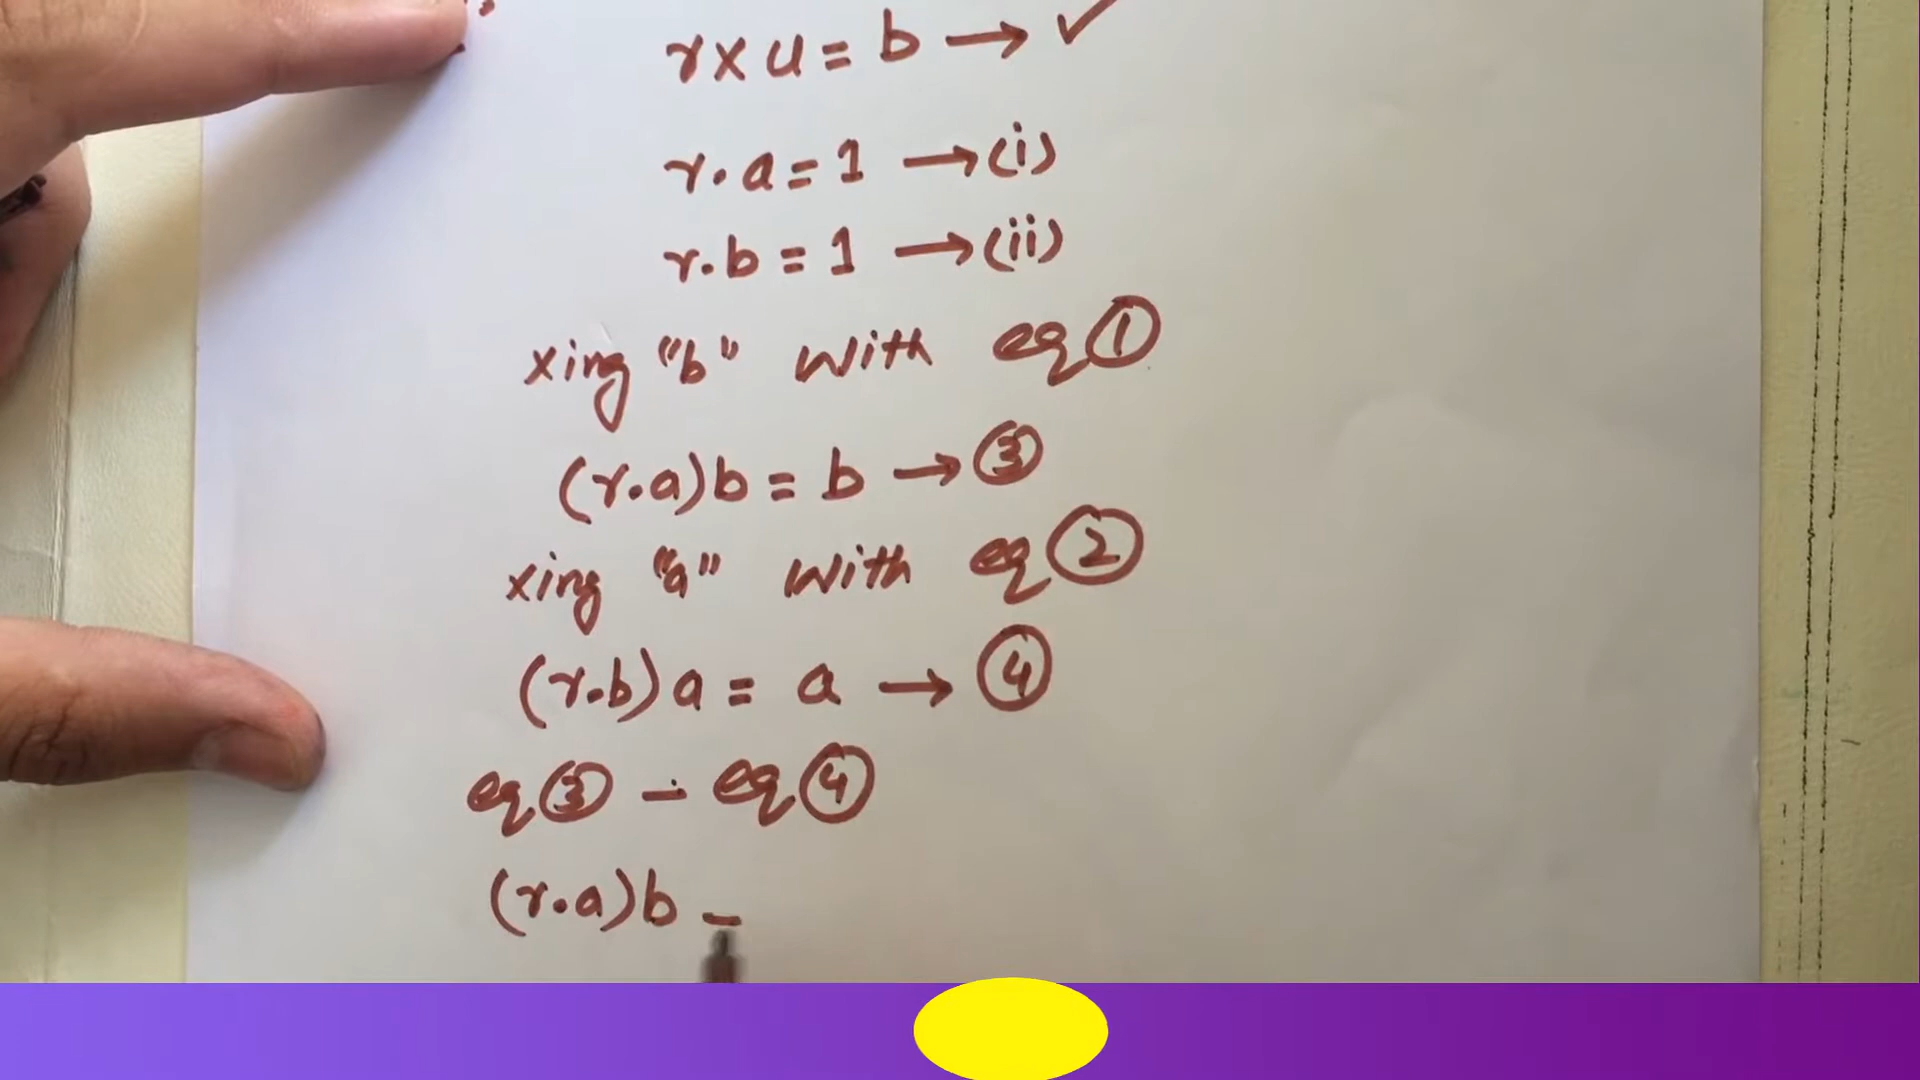 r x u = b → ✓
r . a = 1 → (i)
r . b = 1 → (ii)
xing "b" with eq ①
(r . a) b = b → ③
xing "a" with eq ②
(r . b) a = a → ④
eq ③ - eq ④
(r . a) b -